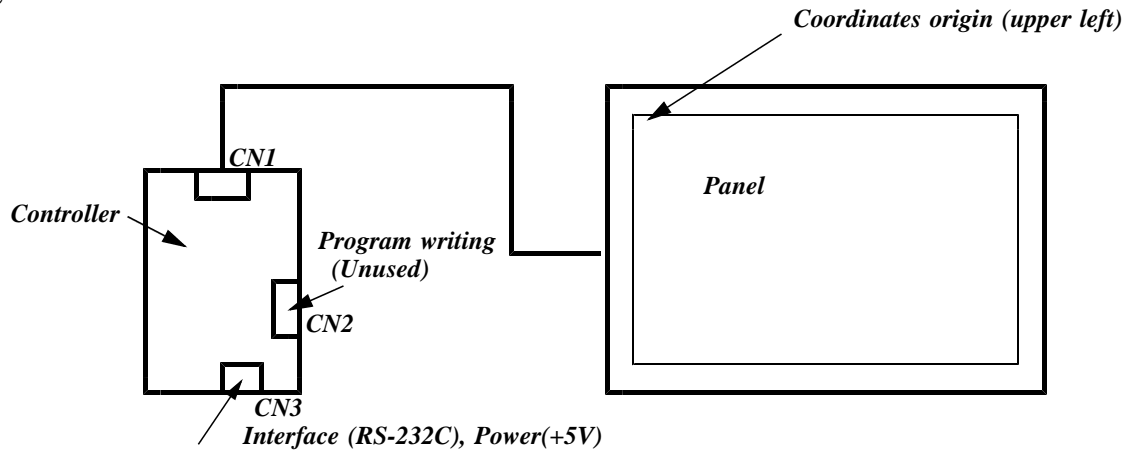 Coordinates origin (upper left)
CN1
Panel
Controller
Program writing
(Unused)
CN2
CN3
Interface (RS-232C), Power(+5V)